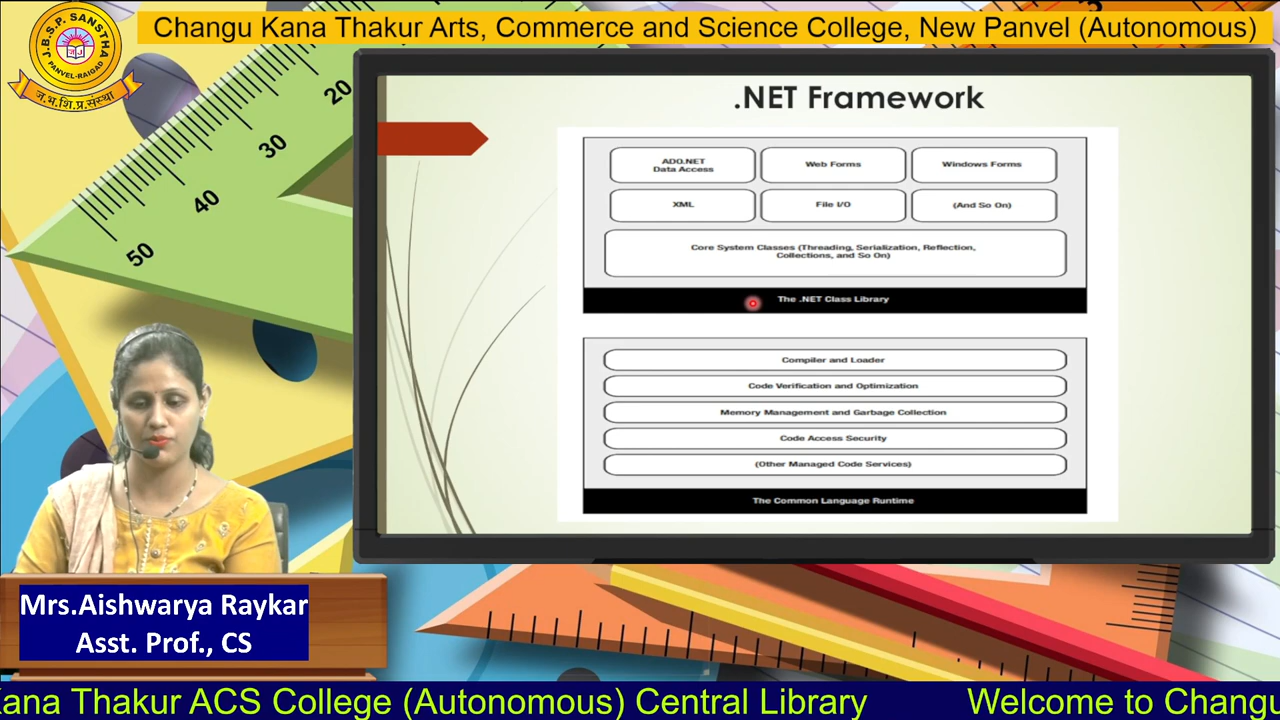 Changu Kana Thakur Arts, Commerce and Science College, New Panvel (Autonomous)
J.B.S.P. SANSTHA
PANVEL-RAIGAD
ज.भ.शि.प्र.संस्था
20
30
40
50
.NET Framework
ADO.NET
Data Access
Web Forms
Windows Forms
XML
File I/O
(And So On)
Core System Classes (Threading, Serialization, Reflection,
Collections, and So On)
The .NET Class Library
Compiler and Loader
Code Verification and Optimization
Memory Management and Garbage Collection
Code Access Security
(Other Managed Code Services)
The Common Language Runtime
Mrs.Aishwarya Raykar
Asst. Prof., CS
Kana Thakur ACS College (Autonomous) Central Library
Welcome to Changu